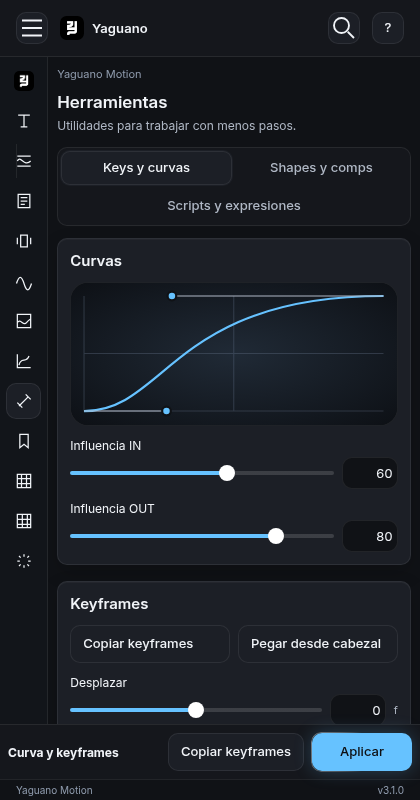 Yaguano
?
Yaguano Motion
Herramientas
Utilidades para trabajar con menos pasos.
Keys y curvas
Shapes y comps
Scripts y expresiones
Curvas
Influencia IN
60
Influencia OUT
80
Keyframes
Copiar keyframes
Pegar desde cabezal
Desplazar
0 f
Curva y keyframes
Copiar keyframes
Aplicar
Yaguano Motion
v3.1.0